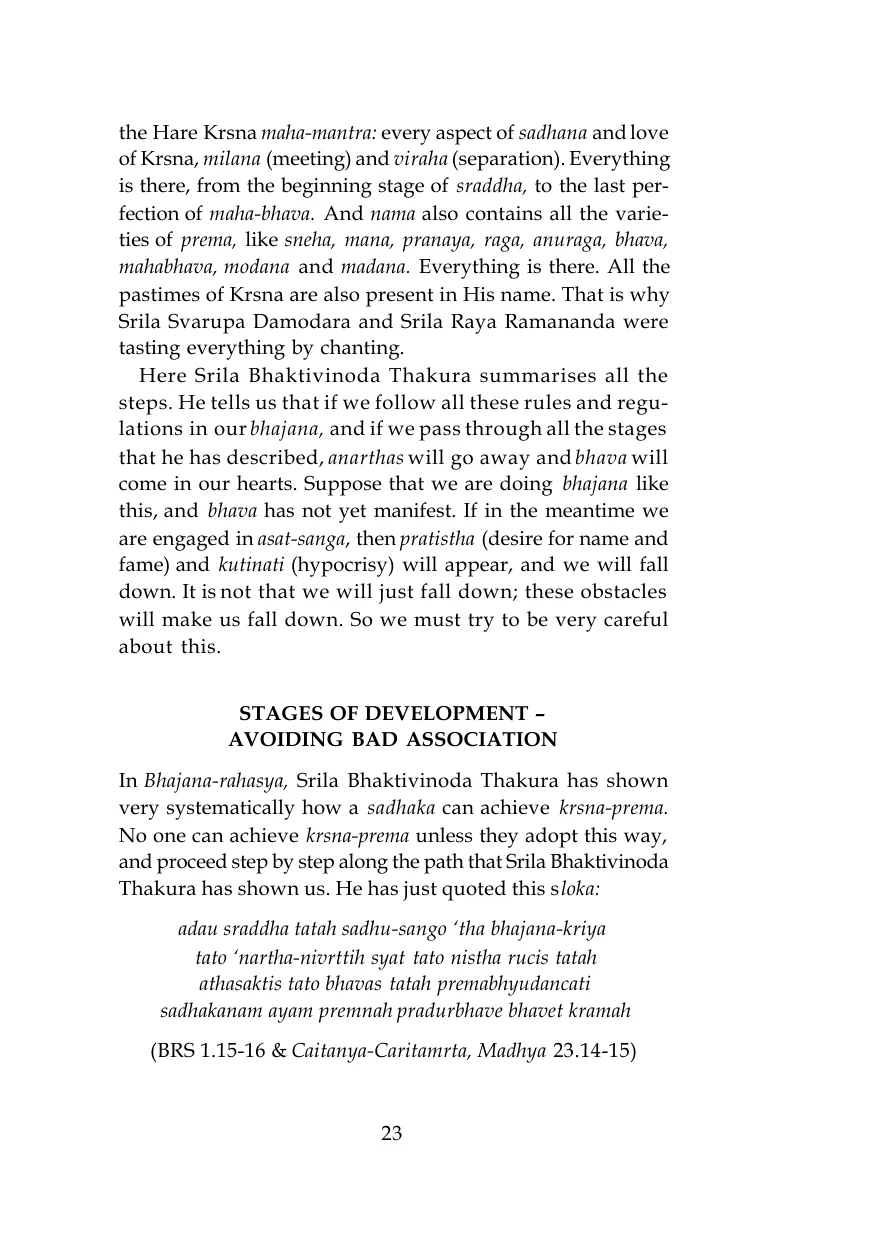 the Hare Krsna maha-mantra: every aspect of sadhana and love
of Krsna, milana (meeting) and viraha (separation). Everything
is there, from the beginning stage of sraddha, to the last per-
fection of maha-bhava. And nama also contains all the varie-
ties of prema, like sneha, mana, pranaya, raga, anuraga, bhava,
mahabhava, modana and madana. Everything is there. All the
pastimes of Krsna are also present in His name. That is why
Srila Svarupa Damodara and Srila Raya Ramananda were
tasting everything by chanting.
Here Srila Bhaktivinoda Thakura summarises all the
steps. He tells us that if we follow all these rules and regu-
lations in our bhajana, and if we pass through all the stages
that he has described, anarthas will go away and bhava will
come in our hearts. Suppose that we are doing bhajana like
this, and bhava has not yet manifest. If in the meantime we
are engaged in asat-sanga, then pratistha (desire for name and
fame) and kutinati (hypocrisy) will appear, and we will fall
down. It is not that we will just fall down; these obstacles
will make us fall down. So we must try to be very careful
about this.
STAGES OF DEVELOPMENT –
AVOIDING BAD ASSOCIATION
In Bhajana-rahasya, Srila Bhaktivinoda Thakura has shown
very systematically how a sadhaka can achieve krsna-prema.
No one can achieve krsna-prema unless they adopt this way,
and proceed step by step along the path that Srila Bhaktivinoda
Thakura has shown us. He has just quoted this sloka:
adau sraddha tatah sadhu-sango ‘tha bhajana-kriya
tato ‘nartha-nivrttih syat tato nistha rucis tatah
athasaktis tato bhavas tatah premabhyudancati
sadhakanam ayam premnah pradurbhave bhavet kramah
(BRS 1.15-16 & Caitanya-Caritamrta, Madhya 23.14-15)
23